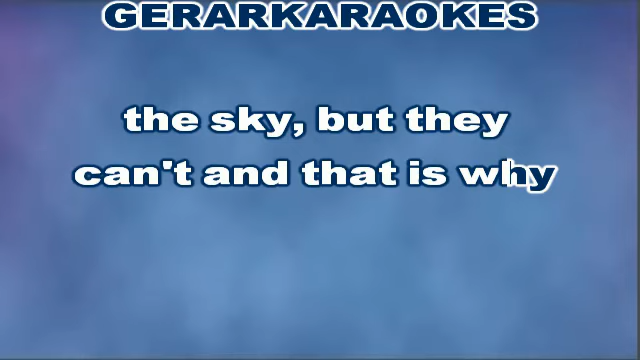 GERARKARAOKES
the sky, but they
can't and that is why